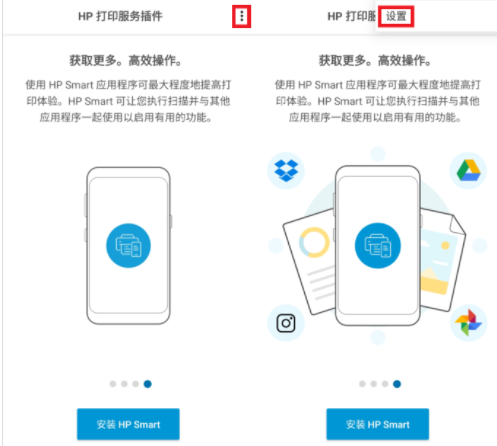 HP 打印服务插件
获取更多。高效操作。
使用 HP Smart 应用程序可最大程度地提高打
印体验。HP Smart 可让您执行扫描并与其他
应用程序一起使用以启用有用的功能。
安装 HP Smart
HP 打印服
设置
获取更多。高效操作。
使用 HP Smart 应用程序可最大程度地提高打
印体验。HP Smart 可让您执行扫描并与其他
应用程序一起使用以启用有用的功能。
安装 HP Smart